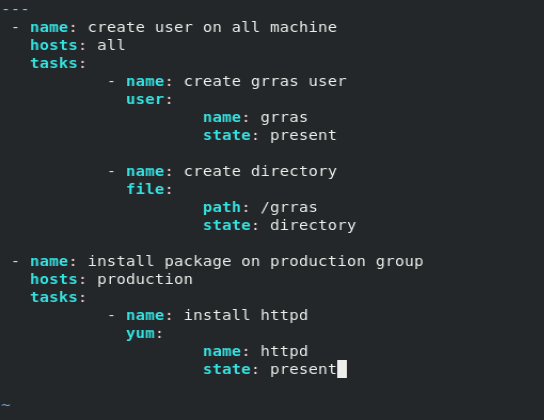 ---
 - name: create user on all machine
   hosts: all
   tasks:
           - name: create grras user
             user:
                     name: grras
                     state: present

           - name: create directory
             file:
                     path: /grras
                     state: directory

 - name: install package on production group
   hosts: production
   tasks:
           - name: install httpd
             yum:
                     name: httpd
                     state: present

~